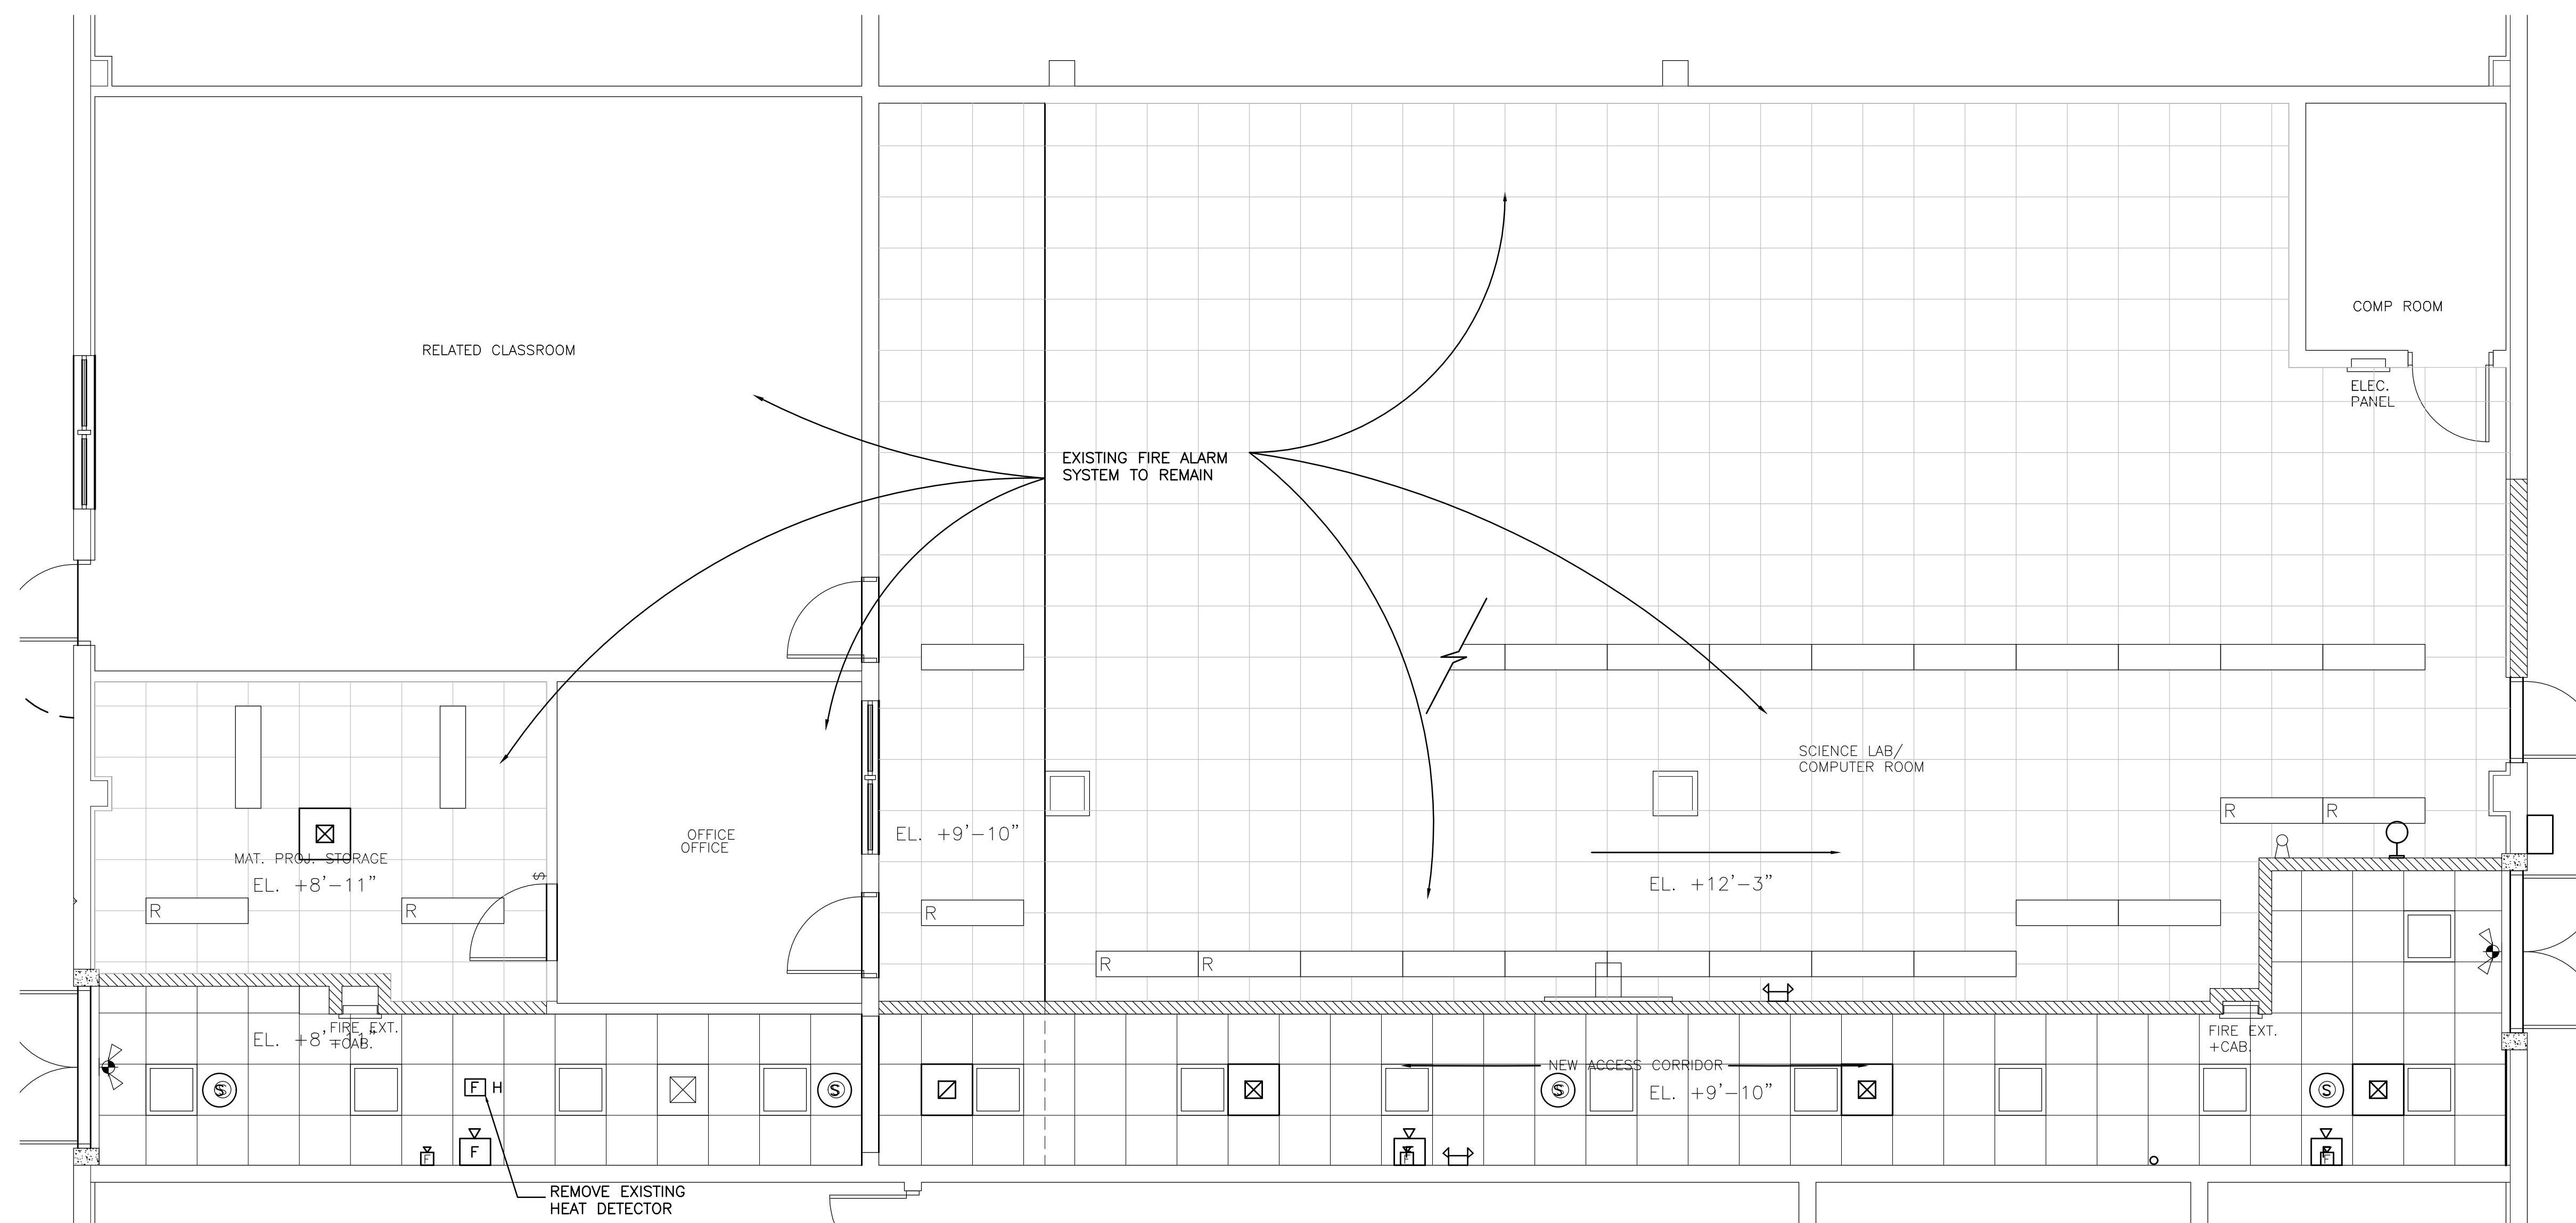 COMP ROOM
RELATED CLASSROOM
ELEC.
PANEL
EXISTING FIRE ALARM
SYSTEM TO REMAIN
SCIENCE LAB/
COMPUTER ROOM
R
R
OFFICE
OFFICE
EL. +9'-10"
MAT. PROJ. STORAGE
EL. +8'-11"
S
EL. +12'-3"
R
R
R
R
R
FIRE EXT.
+CAB.
EL. +8'-11"
FIRE EXT.
+CAB.
NEW ACCESS CORRIDOR
EL. +9'-10"
S
F H
S
S
S
F
F
F
F
F
F
REMOVE EXISTING
HEAT DETECTOR